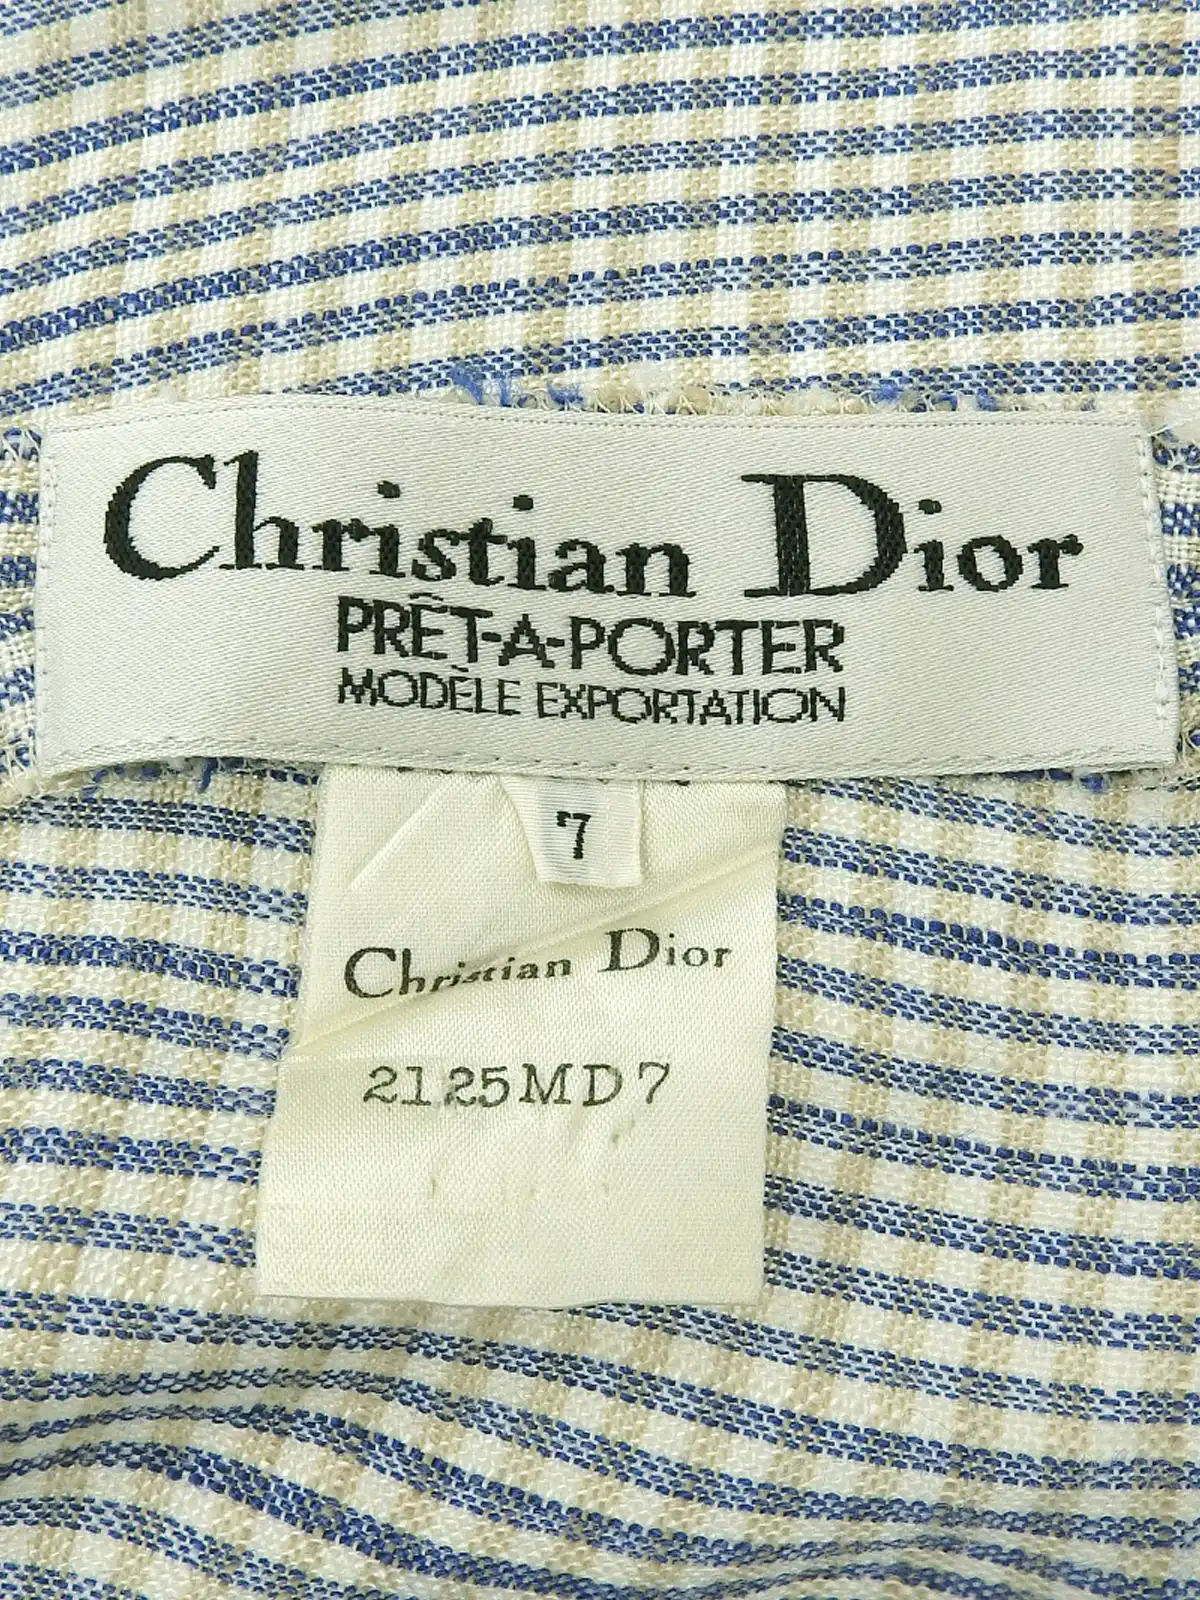 Christian Dior
PRÊT-A-PORTER
MODÈLE EXPORTATION
7
Christian Dior
2125MD7